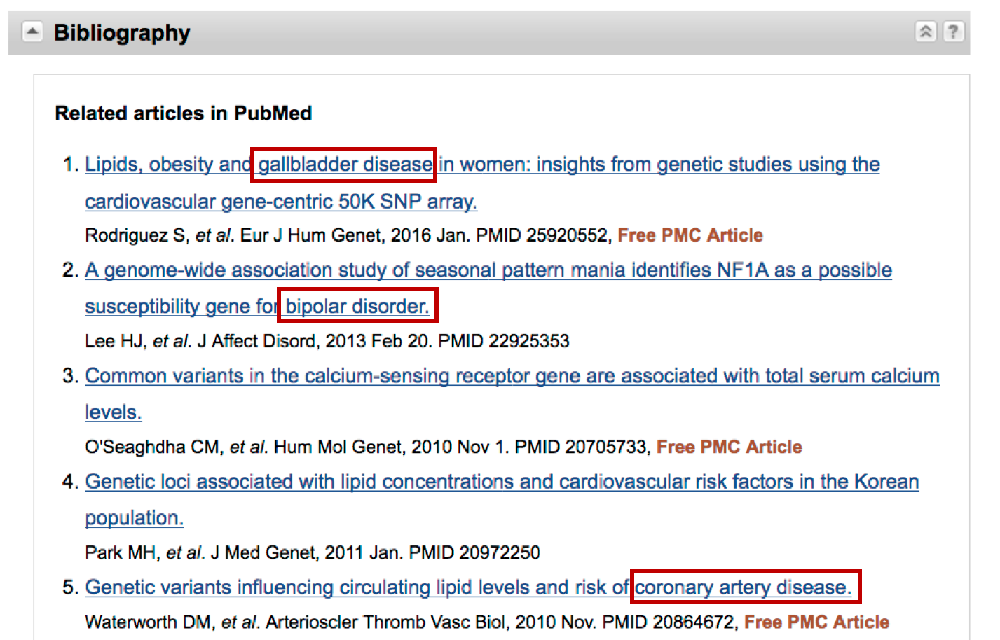 Bibliography
?
Related articles in PubMed
1. Lipids, obesity and gallbladder disease in women: insights from genetic studies using the
cardiovascular gene-centric 50K SNP array.
Rodriguez S, et al. Eur J Hum Genet, 2016 Jan. PMID 25920552, Free PMC Article
2. A genome-wide association study of seasonal pattern mania identifies NF1A as a possible
susceptibility gene for bipolar disorder.
Lee HJ, et al. J Affect Disord, 2013 Feb 20. PMID 22925353
3. Common variants in the calcium-sensing receptor gene are associated with total serum calcium
levels.
O'Seaghdha CM, et al. Hum Mol Genet, 2010 Nov 1. PMID 20705733, Free PMC Article
4. Genetic loci associated with lipid concentrations and cardiovascular risk factors in the Korean
population.
Park MH, et al. J Med Genet, 2011 Jan. PMID 20972250
5. Genetic variants influencing circulating lipid levels and risk of coronary artery disease.
Waterworth DM, et al. Arterioscler Thromb Vasc Biol, 2010 Nov. PMID 20864672, Free PMC Article